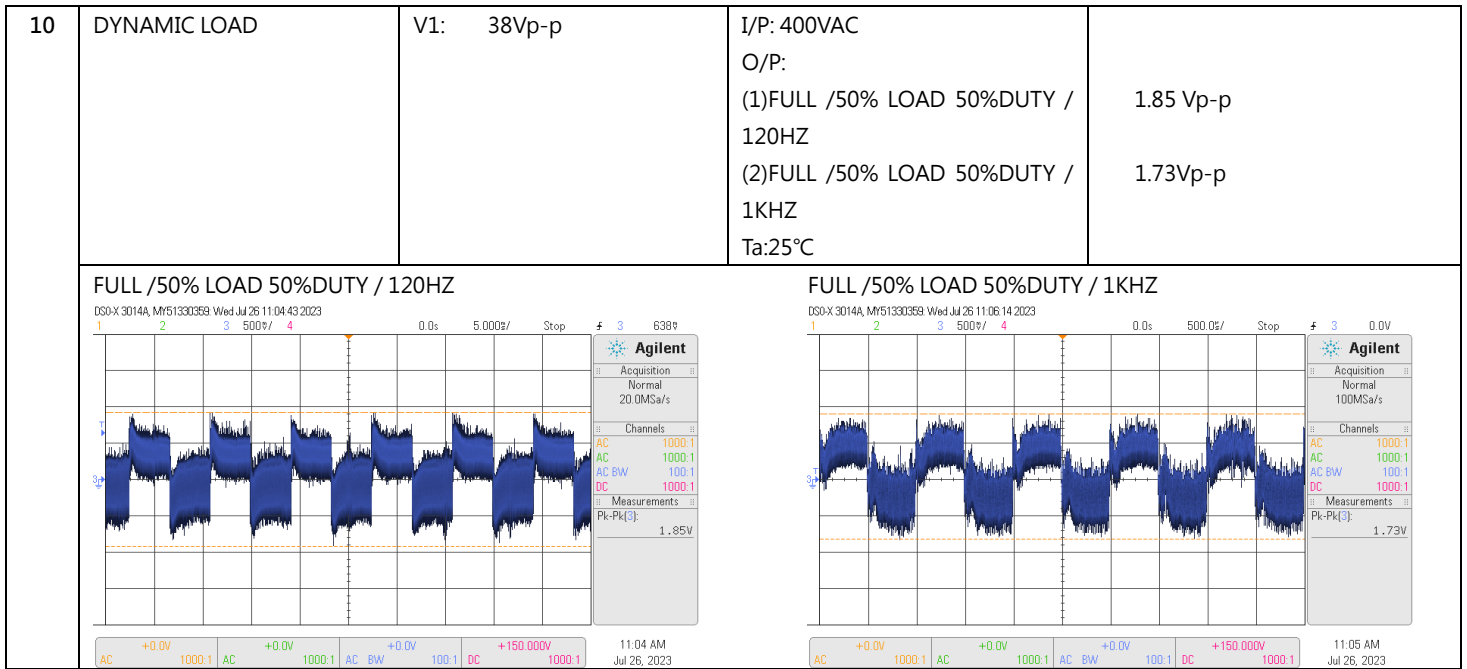 10 DYNAMIC LOAD V1: 38Vp-p I/P: 400VAC
O/P:
(1)FULL /50% LOAD 50%DUTY / 1.85 Vp-p
120HZ
(2)FULL /50% LOAD 50%DUTY / 1.73Vp-p
1KHZ
Ta:25℃
FULL /50% LOAD 50%DUTY / 120HZ
DSO-X 3014A, MY51330359: Wed Jul 26 11:04:43 2023
1 2 3 500▽/ 4 0.0s 5.000%/ Stop 3 638▽
Agilent
Acquisition
Normal
20.0MSa/s
Channels
AC 1000:1
AC 1000:1
AC BW 100:1
DC 1000:1
Measurements
Pk-Pk(3):
1.85V
T
3
+0.0V +0.0V +0.0V +150.000V
AC 1000:1 AC 1000:1 AC BW 100:1 DC 1000:1
11:04 AM
Jul 26, 2023
FULL /50% LOAD 50%DUTY / 1KHZ
DSO-X 3014A, MY51330359: Wed Jul 26 11:06:14 2023
1 2 3 500▽/ 4 0.0s 500.0%/ Stop 3 0.0V
Agilent
Acquisition
Normal
100MSa/s
Channels
AC 1000:1
AC 1000:1
AC BW 100:1
DC 1000:1
Measurements
Pk-Pk(3):
1.73V
T
3
+0.0V +0.0V +0.0V +150.000V
AC 1000:1 AC 1000:1 AC BW 100:1 DC 1000:1
11:05 AM
Jul 26, 2023